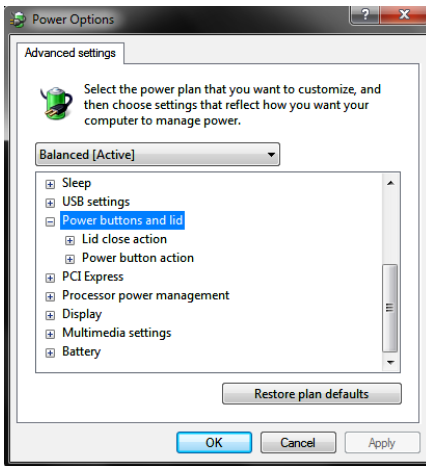 Power Options
Advanced settings
Select the power plan that you want to customize, and
then choose settings that reflect how you want your
computer to manage power.
Balanced [Active]
Sleep
USB settings
Power buttons and lid
Lid close action
Power button action
PCI Express
Processor power management
Display
Multimedia settings
Battery
Restore plan defaults
OK Cancel Apply